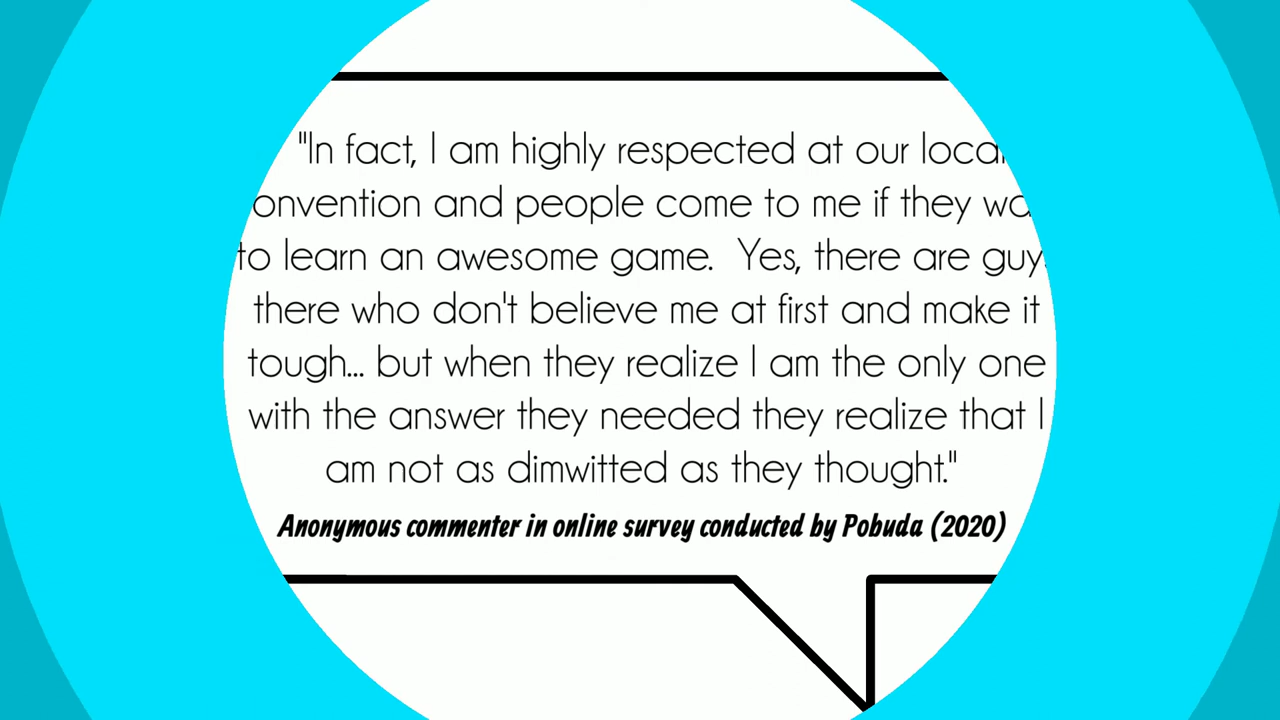 "In fact, I am highly respected at our local
onvention and people come to me if they wa
to learn an awesome game. Yes, there are guy
there who don't believe me at first and make it
tough... but when they realize I am the only one
with the answer they needed they realize that I
am not as dimwitted as they thought."
Anonymous commenter in online survey conducted by Pobuda (2020)